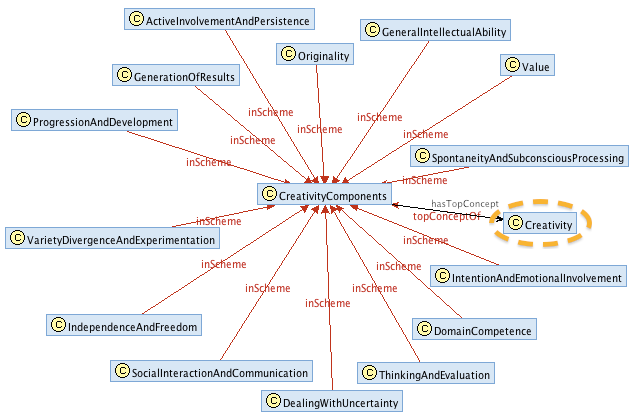 C ActiveInvolvementAndPersistence
C GeneralIntellectualAbility
C Originality
C Value
C GenerationOfResults
inScheme
inScheme
inScheme
C ProgressionAndDevelopment
inScheme
inScheme
inScheme
C SpontaneityAndSubconsciousProcessing
inScheme
C CreativityComponents
hasTopConcept
topConceptOf
C Creativity
inScheme
C VarietyDivergenceAndExperimentation
inScheme
inScheme
inScheme
inScheme
inScheme
C IntentionAndEmotionalInvolvement
inScheme
inScheme
C IndependenceAndFreedom
C DomainCompetence
C SocialInteractionAndCommunication
C ThinkingAndEvaluation
C DealingWithUncertainty